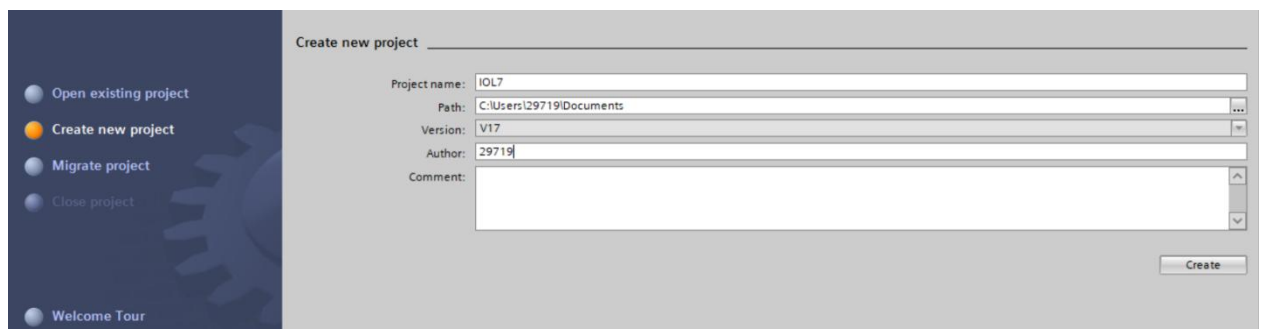 Open existing project
Create new project
Migrate project
Close project
Welcome Tour
Create new project
Project name: IOL7
Path: C:\Users\29719\Documents
...
Version: V17
Author: 29719
Comment:
Create